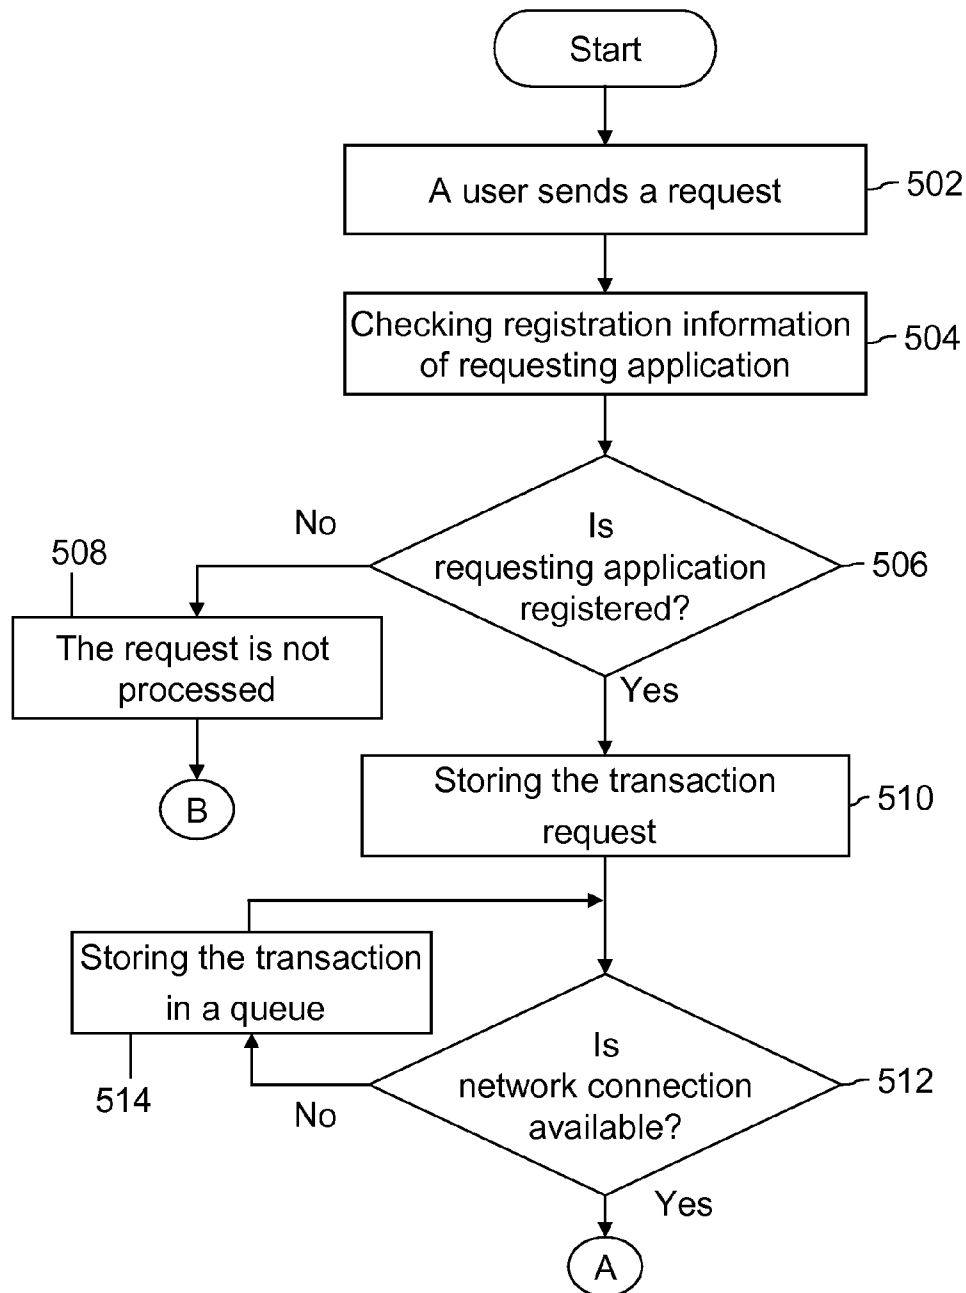 Start
A user sends a request
502
Checking registration information
of requesting application
504
No
Is
requesting application
registered?
506
508
The request is not
processed
Yes
B
Storing the transaction
request
510
Storing the transaction
in a queue
514
No
Is
network connection
available?
512
Yes
A